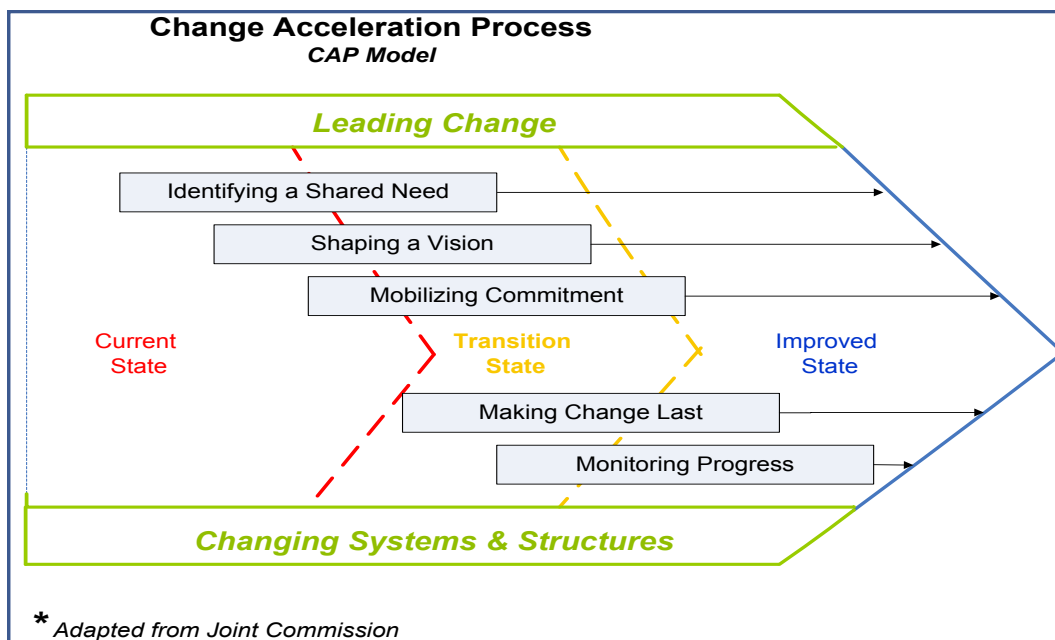 Change Acceleration Process
CAP Model
Leading Change
Identifying a Shared Need
Shaping a Vision
Mobilizing Commitment
Current
State
Transition
State
Improved
State
Making Change Last
Monitoring Progress
Changing Systems & Structures
* Adapted from Joint Commission